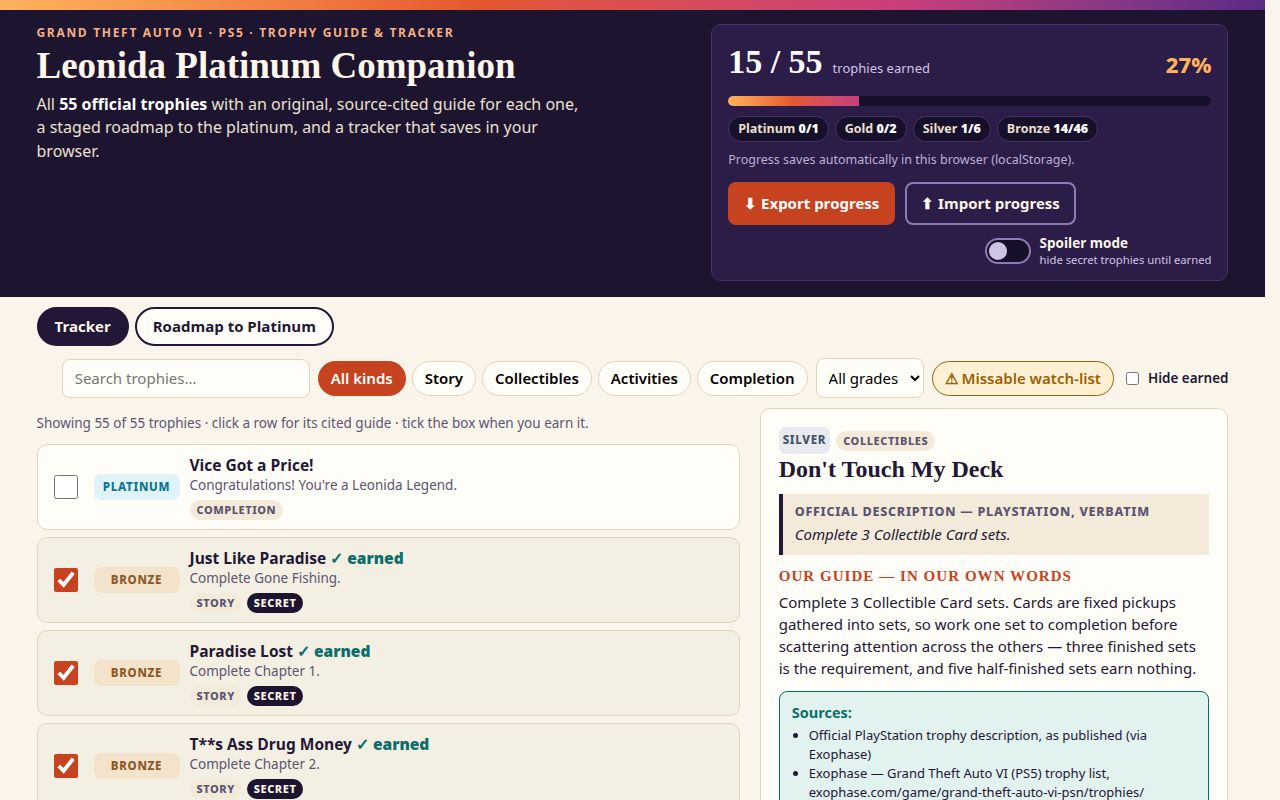 GRAND THEFT AUTO VI · PS5 · TROPHY GUIDE & TRACKER
Leonida Platinum Companion
All 55 official trophies with an original, source-cited guide for each one,
a staged roadmap to the platinum, and a tracker that saves in your
browser.
15 / 55 trophies earned 27%
Platinum 0/1 Gold 0/2 Silver 1/6 Bronze 14/46
Progress saves automatically in this browser (localStorage).
⬇ Export progress ⬆ Import progress
Spoiler mode
hide secret trophies until earned
Tracker Roadmap to Platinum
Search trophies... All kinds Story Collectibles Activities Completion All grades ⚠ Missable watch-list Hide earned
Showing 55 of 55 trophies · click a row for its cited guide · tick the box when you earn it.
PLATINUM
Vice Got a Price!
Congratulations! You're a Leonida Legend.
COMPLETION
BRONZE
Just Like Paradise ✓ earned
Complete Gone Fishing.
STORY SECRET
BRONZE
Paradise Lost ✓ earned
Complete Chapter 1.
STORY SECRET
BRONZE
T**s Ass Drug Money ✓ earned
Complete Chapter 2.
STORY SECRET
SILVER COLLECTIBLES
Don't Touch My Deck
OFFICIAL DESCRIPTION — PLAYSTATION, VERBATIM
Complete 3 Collectible Card sets.
OUR GUIDE — IN OUR OWN WORDS
Complete 3 Collectible Card sets. Cards are fixed pickups
gathered into sets, so work one set to completion before
scattering attention across the others — three finished sets
is the requirement, and five half-finished sets earn nothing.
Sources:
Official PlayStation trophy description, as published (via
Exophase)
Exophase — Grand Theft Auto VI (PS5) trophy list,
exophase.com/game/grand-theft-auto-vi-psn/trophies/